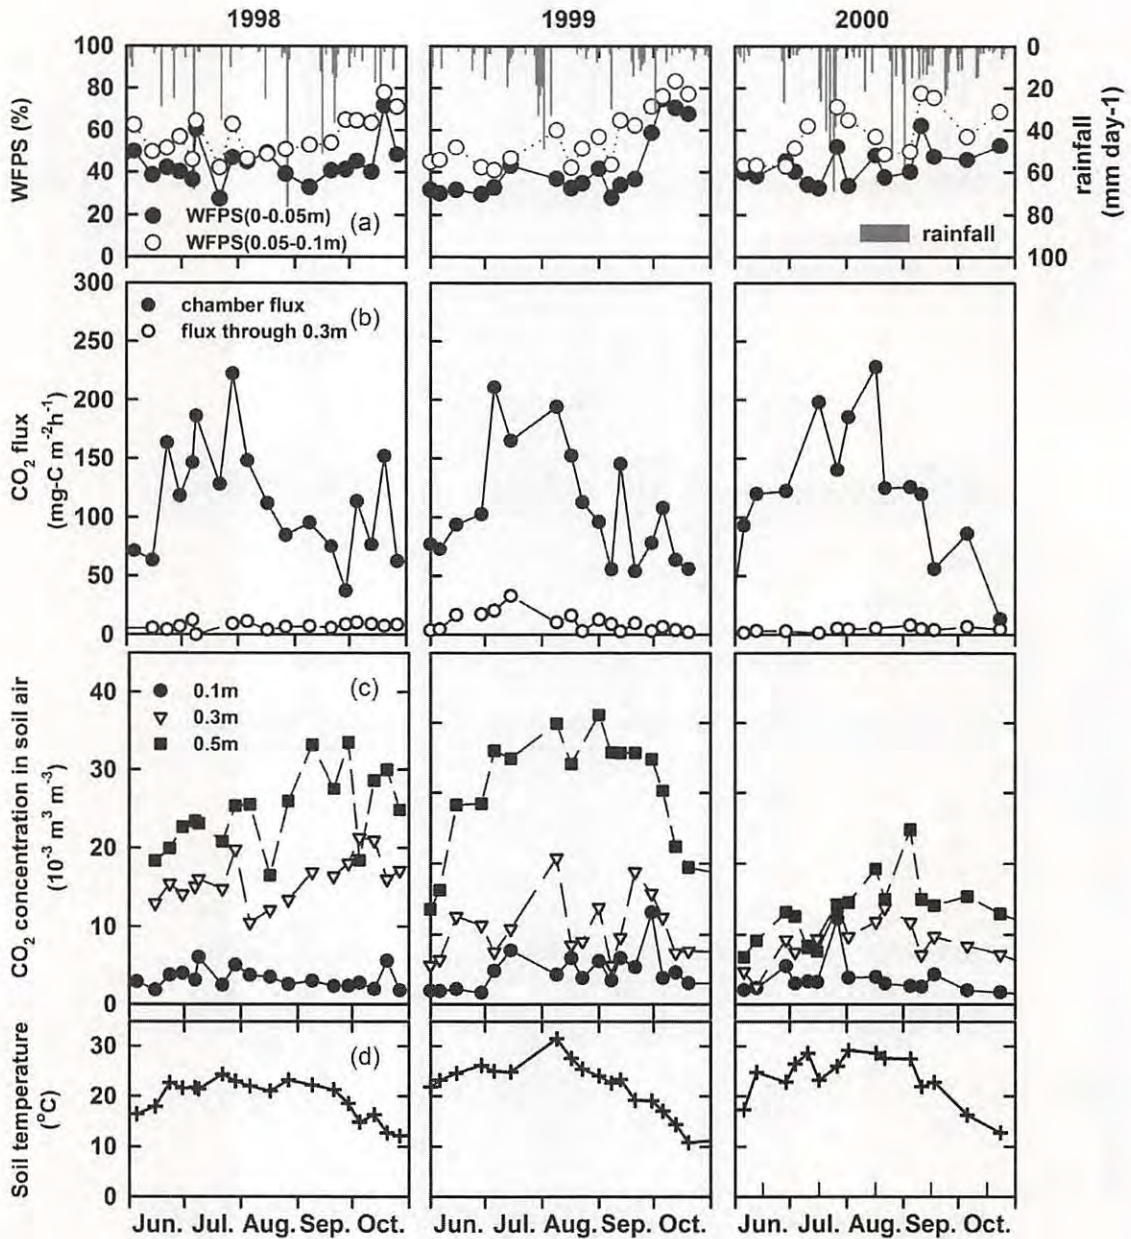 1998 1999 2000
WFPS (%)
100
80
60
40
20
0
WFPS(0-0.05m)
WFPS(0.05-0.1m)
(a)
rainfall
0
20
40
60
80
100
rainfall
(mm day-1)
CO2 flux
(mg-C m-2h-1)
300
250
200
150
100
50
0
chamber flux
flux through 0.3m
(b)
CO2 concentration in soil air
(10-3 m3 m-3)
40
30
20
10
0
0.1m
0.3m
0.5m
(c)
Soil temperature
(oC)
30
20
10
0
(d)
Jun. Jul. Aug. Sep. Oct. Jun. Jul. Aug. Sep. Oct. Jun. Jul. Aug. Sep. Oct.